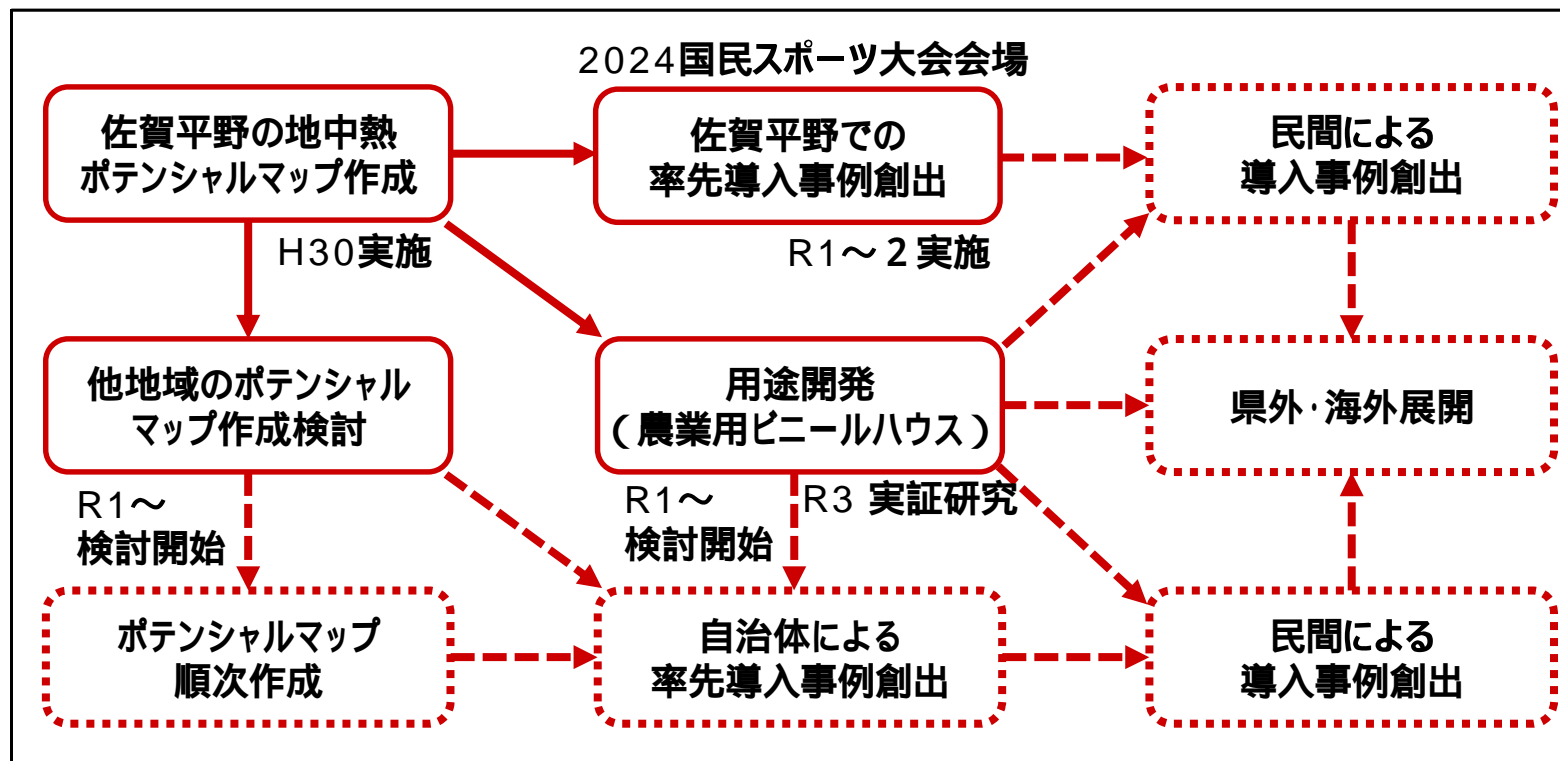 2024国民スポーツ大会会場
佐賀平野の地中熱
ポテンシャルマップ作成
佐賀平野での
率先導入事例創出
民間による
導入事例創出
H30実施
R1～２実施
他地域のポテンシャル
マップ作成検討
用途開発
（農業用ビニールハウス）
県外・海外展開
R1～
検討開始
R1～
検討開始
R3 実証研究
ポテンシャルマップ
順次作成
自治体による
率先導入事例創出
民間による
導入事例創出